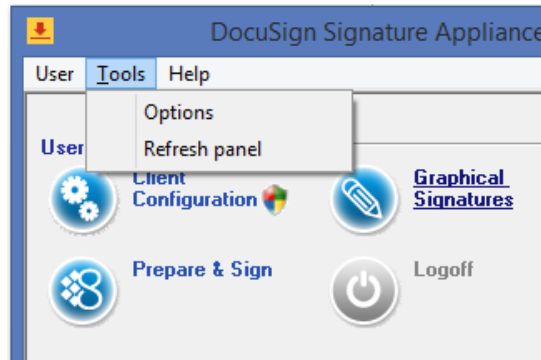 DocuSign Signature Appliance
User Tools Help
Options
Refresh panel
User
Client
Configuration
Graphical
Signatures
Prepare & Sign
Logoff